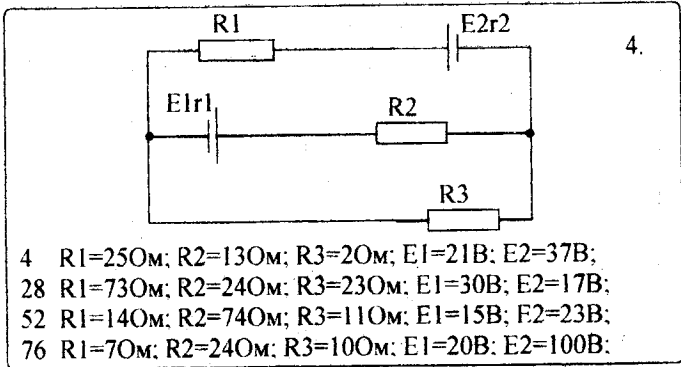 R1
E2r2
4.
E1r1
R2
R3
4 R1=25Ом; R2=13Ом; R3=2Ом; E1=21В; E2=37В;
28 R1=73Ом; R2=24Ом; R3=23Ом; E1=30В; E2=17В;
52 R1=14Ом; R2=74Ом; R3=11Ом; E1=15В; E2=23В;
76 R1=7Ом; R2=24Ом; R3=10Ом; E1=20В; E2=100В;